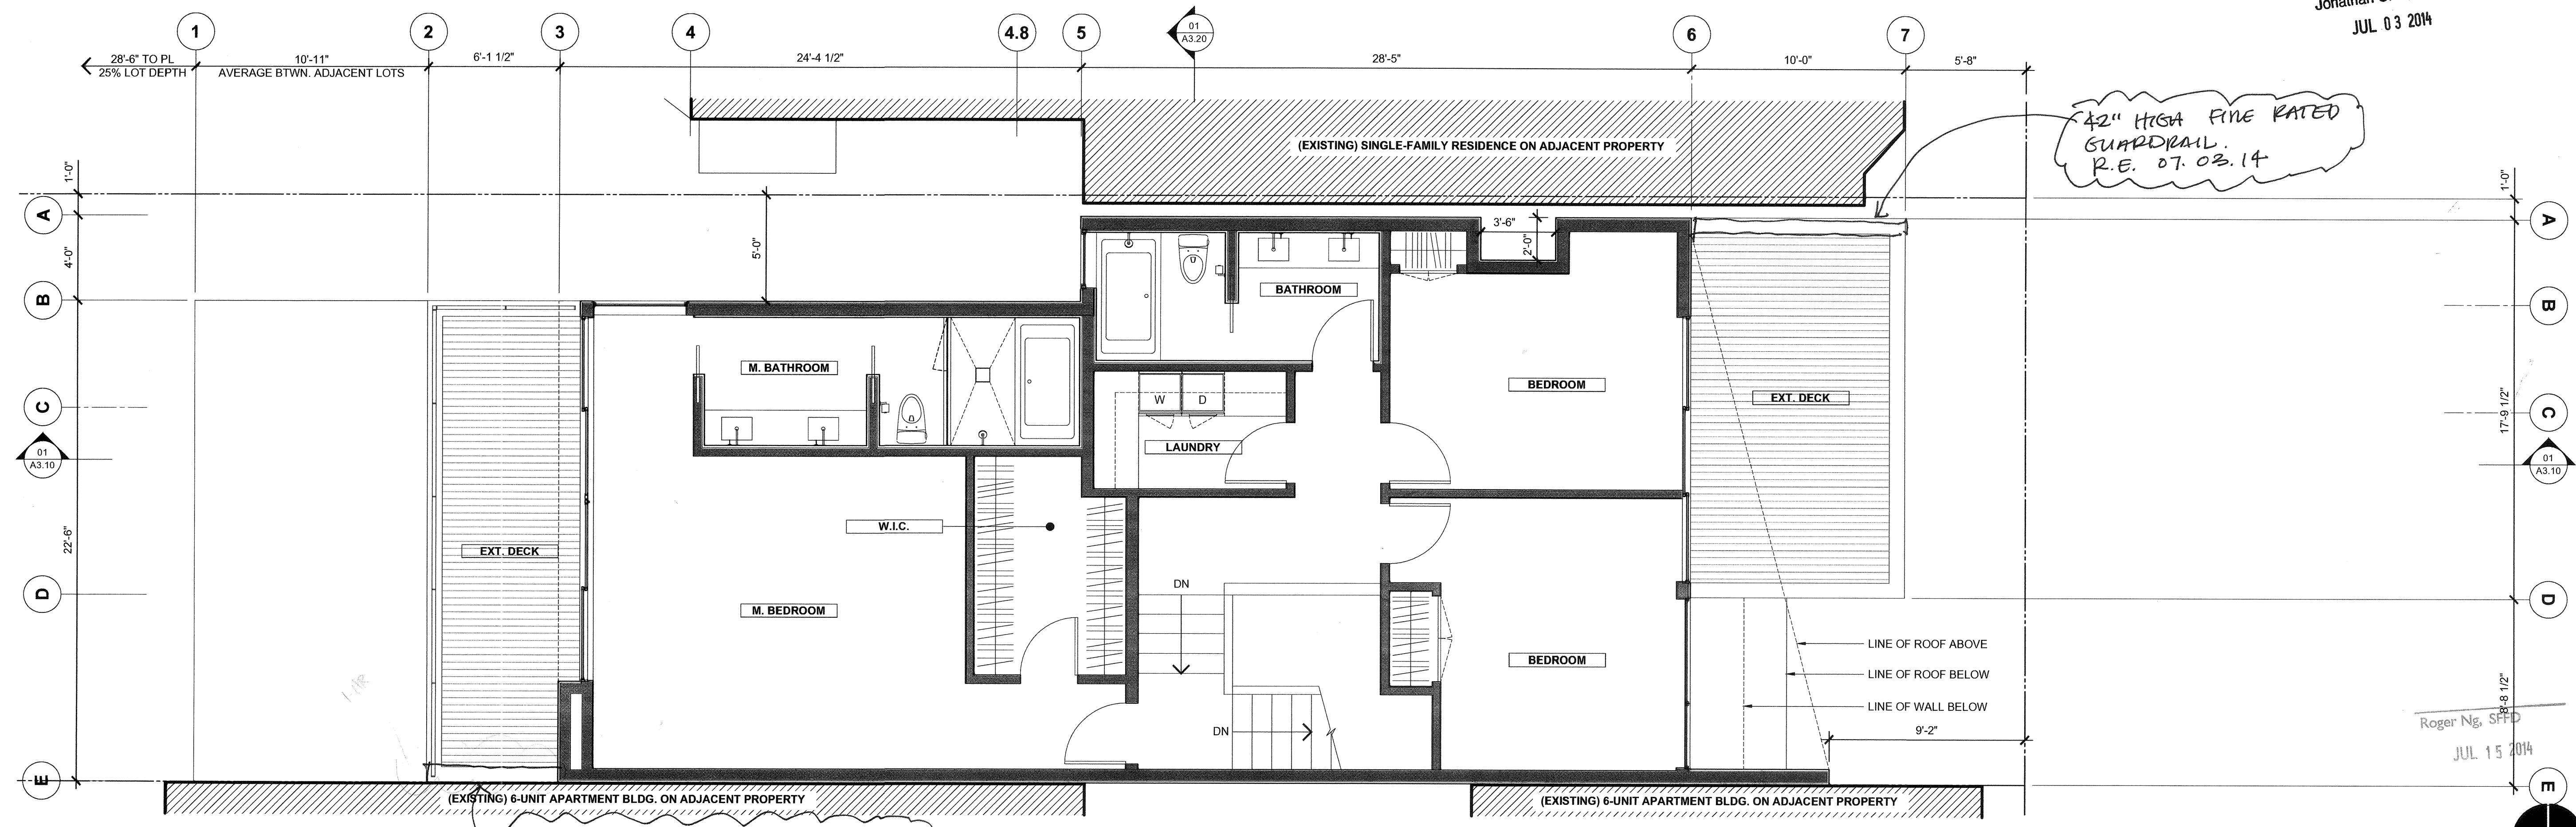 JUL 03 2014
1
2
3
4
4.8
5
01
A3.20
6
7
28'-6" TO PL
25% LOT DEPTH
10'-11"
AVERAGE BTWN. ADJACENT LOTS
6'-1 1/2"
24'-4 1/2"
28'-5"
10'-0"
5'-8"
42" HIGH FIRE RATED
GUARDRAIL.
R.E. 07.03.14
(EXISTING) SINGLE-FAMILY RESIDENCE ON ADJACENT PROPERTY
1'-0"
1'-0"
A
A
4'-0"
5'-0"
3'-6"
2'-0"
B
B
BATHROOM
M. BATHROOM
BEDROOM
EXT. DECK
W
D
C
C
17'-9 1/2"
LAUNDRY
01
A3.10
01
A3.10
W.I.C.
22'-6"
EXT. DECK
DN
D
D
M. BEDROOM
BEDROOM
LINE OF ROOF ABOVE
LINE OF ROOF BELOW
LINE OF WALL BELOW
8'-8 1/2"
DN
9'-2"
Roger Ng, SFFD
JUL 15 2014
E
E
(EXISTING) 6-UNIT APARTMENT BLDG. ON ADJACENT PROPERTY
(EXISTING) 6-UNIT APARTMENT BLDG. ON ADJACENT PROPERTY